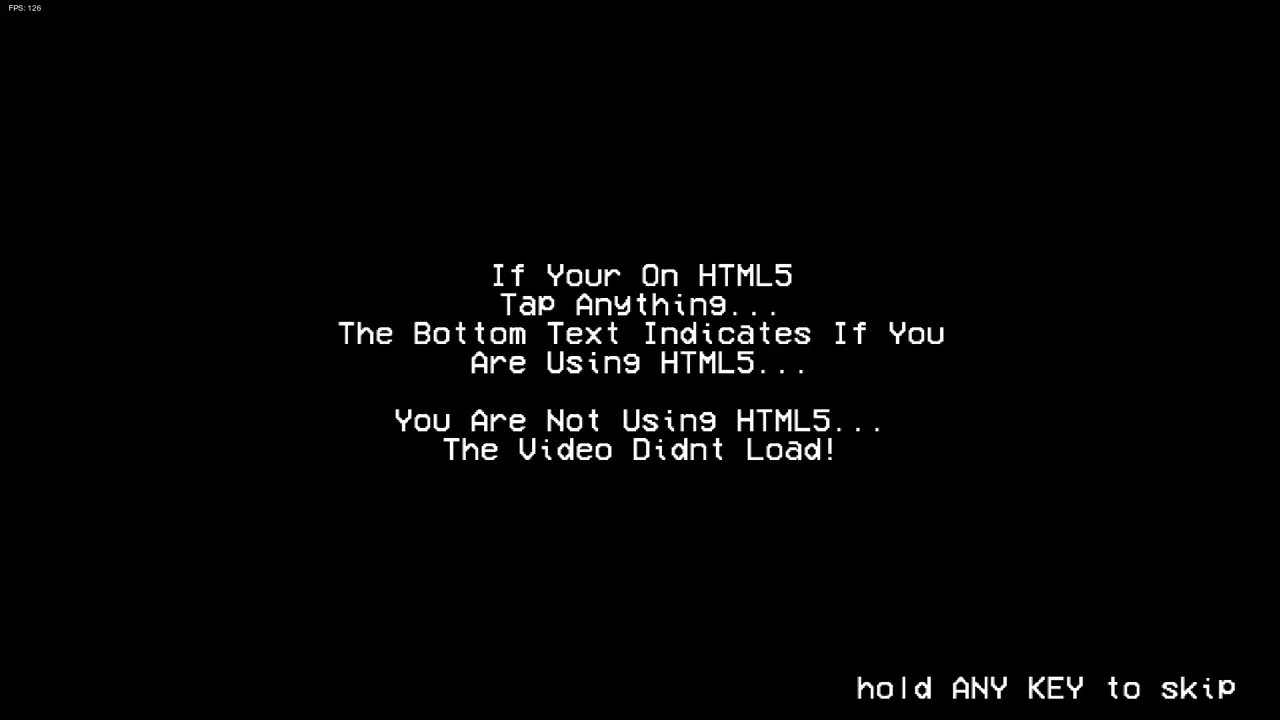 FPS: 126
If Your On HTML5
Tap Anything...
The Bottom Text Indicates If You
Are Using HTML5...
You Are Not Using HTML5...
The Video Didnt Load!
hold ANY KEY to skip